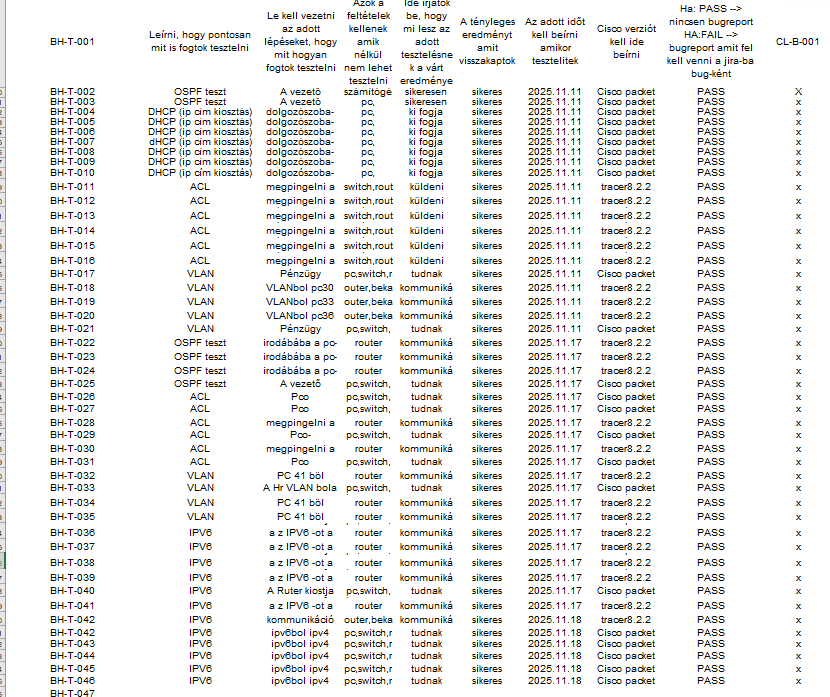 BH-T-001 Leírni, hogy pontosan mit is fogtok tesztelni Le kell vezetni az adott lépéseket, hogy mit hogyan fogtok tesztelni Azok a feltételek kellenek amik nélkül nem lehet tesztelni Ide írjátok be, hogy mi lesz az adott tesztelésnek a várt eredménye A tényleges eredményt amit visszakaptok Az adott időt kell beírni amikor tesztelitek Cisco verziót kell ide beírni Ha: PASS --> nincsen bugreport HA:FAIL --> bugreport amit fel kell venni a jira-ba bug-ként CL-B-001
BH-T-002 OSPF teszt A vezető számítógé sikeresen sikeres 2025.11.11 Cisco packet PASS X
BH-T-003 OSPF teszt A vezető pc, sikeresen sikeres 2025.11.11 Cisco packet PASS x
BH-T-004 DHCP (ip cím kiosztás) dolgozószoba- pc, ki fogja sikeres 2025.11.11 Cisco packet PASS x
BH-T-005 DHCP (ip cím kiosztás) dolgozószoba- pc, ki fogja sikeres 2025.11.11 Cisco packet PASS x
BH-T-006 DHCP (ip cím kiosztás) dolgozószoba- pc, ki fogja sikeres 2025.11.11 Cisco packet PASS x
BH-T-007 dHCP (ip cím kiosztás) dolgozószoba- pc, ki fogja sikeres 2025.11.11 Cisco packet PASS x
BH-T-008 DHCP (ip cím kiosztás) dolgozószoba- pc, ki fogja sikeres 2025.11.11 Cisco packet PASS x
BH-T-009 DHCP (ip cím kiosztás) dolgozószoba- pc, ki fogja sikeres 2025.11.11 Cisco packet PASS x
BH-T-010 DHCP (ip cím kiosztás) dolgozószoba- pc, ki fogja sikeres 2025.11.11 Cisco packet PASS x
BH-T-011 ACL megpingelni a switch,rout küldeni sikeres 2025.11.11 tracer8.2.2 PASS x
BH-T-012 ACL megpingelni a switch,rout küldeni sikeres 2025.11.11 tracer8.2.2 PASS x
BH-T-013 ACL megpingelni a switch,rout küldeni sikeres 2025.11.11 tracer8.2.2 PASS x
BH-T-014 ACL megpingelni a switch,rout küldeni sikeres 2025.11.11 tracer8.2.2 PASS x
BH-T-015 ACL megpingelni a switch,rout küldeni sikeres 2025.11.11 tracer8.2.2 PASS x
BH-T-016 ACL megpingelni a switch,rout küldeni sikeres 2025.11.11 tracer8.2.2 PASS x
BH-T-017 VLAN Pénzügy pc,switch,r tudnak sikeres 2025.11.11 Cisco packet PASS x
BH-T-018 VLAN VLANbol pc30 outer,beka kommuniká sikeres 2025.11.11 tracer8.2.2 PASS x
BH-T-019 VLAN VLANbol pc33 outer,beka kommuniká sikeres 2025.11.11 tracer8.2.2 PASS x
BH-T-020 VLAN VLANbol pc36 outer,beka kommuniká sikeres 2025.11.11 tracer8.2.2 PASS x
BH-T-021 VLAN Pénzügy pc,switch, tudnak sikeres 2025.11.11 Cisco packet PASS x
BH-T-022 OSPF teszt irodábába a pc- router kommuniká sikeres 2025.11.17 tracer8.2.2 PASS x
BH-T-023 OSPF teszt irodábába a pc- router kommuniká sikeres 2025.11.17 tracer8.2.2 PASS x
BH-T-024 OSPF teszt irodábába a pc- router kommuniká sikeres 2025.11.17 tracer8.2.2 PASS x
BH-T-025 OSPF teszt A vezető pc,switch, tudnak sikeres 2025.11.17 Cisco packet PASS x
BH-T-026 ACL Pco pc,switch, tudnak sikeres 2025.11.17 Cisco packet PASS x
BH-T-027 ACL Pco pc,switch, tudnak sikeres 2025.11.17 Cisco packet PASS x
BH-T-028 ACL megpingelni a router kommuniká sikeres 2025.11.17 tracer8.2.2 PASS x
BH-T-029 ACL Pco- pc,switch, tudnak sikeres 2025.11.17 Cisco packet PASS x
BH-T-030 ACL megpingelni a router kommuniká sikeres 2025.11.17 tracer8.2.2 PASS x
BH-T-031 ACL Pco pc,switch, tudnak sikeres 2025.11.17 Cisco packet PASS x
BH-T-032 VLAN PC 41 böl router kommuniká sikeres 2025.11.17 tracer8.2.2 PASS x
BH-T-033 VLAN A Hr VLAN bola pc,switch, tudnak sikeres 2025.11.17 Cisco packet PASS x
BH-T-034 VLAN PC 41 böl router kommuniká sikeres 2025.11.17 tracer8.2.2 PASS x
BH-T-035 VLAN PC 41 böl router kommuniká sikeres 2025.11.17 tracer8.2.2 PASS x
BH-T-036 IPV6 a z IPV6 -ot a router kommuniká sikeres 2025.11.17 tracer8.2.2 PASS x
BH-T-037 IPV6 a z IPV6 -ot a router kommuniká sikeres 2025.11.17 tracer8.2.2 PASS x
BH-T-038 IPV6 a z IPV6 -ot a router kommuniká sikeres 2025.11.17 tracer8.2.2 PASS x
BH-T-039 IPV6 a z IPV6 -ot a router kommuniká sikeres 2025.11.17 tracer8.2.2 PASS x
BH-T-040 IPV6 A Ruter kiostja pc,switch, tudnak sikeres 2025.11.17 Cisco packet PASS x
BH-T-041 IPV6 a z IPV6 -ot a router kommuniká sikeres 2025.11.17 tracer8.2.2 PASS x
BH-T-042 IPV6 kommunikáció outer,beka kommuniká sikeres 2025.11.18 tracer8.2.2 PASS x
BH-T-042 IPV6 ipv6bol ipv4 pc,switch,r tudnak sikeres 2025.11.18 Cisco packet PASS x
BH-T-043 IPV6 ipv6bol ipv4 pc,switch,r tudnak sikeres 2025.11.18 Cisco packet PASS x
BH-T-044 IPV6 ipv6bol ipv4 pc,switch,r tudnak sikeres 2025.11.18 Cisco packet PASS x
BH-T-045 IPV6 ipv6bol ipv4 pc,switch,r tudnak sikeres 2025.11.18 Cisco packet PASS x
BH-T-046 IPV6 ipv6bol ipv4 pc,switch,r tudnak sikeres 2025.11.18 Cisco packet PASS x
BH-T-047